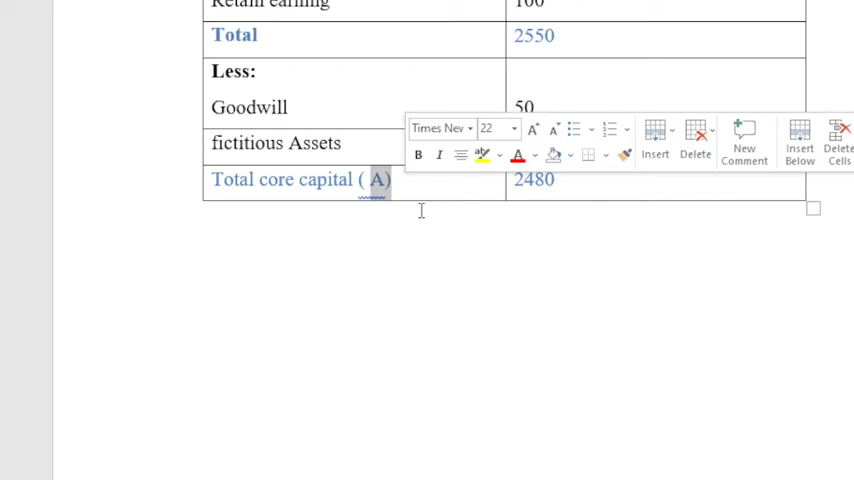 Retain earning 100
Total 2550
Less:
Goodwill 50
Times Nev 22
fictitious Assets
B I Insert Delete New Comment Insert Below Delete Cells
Total core capital ( A) 2480